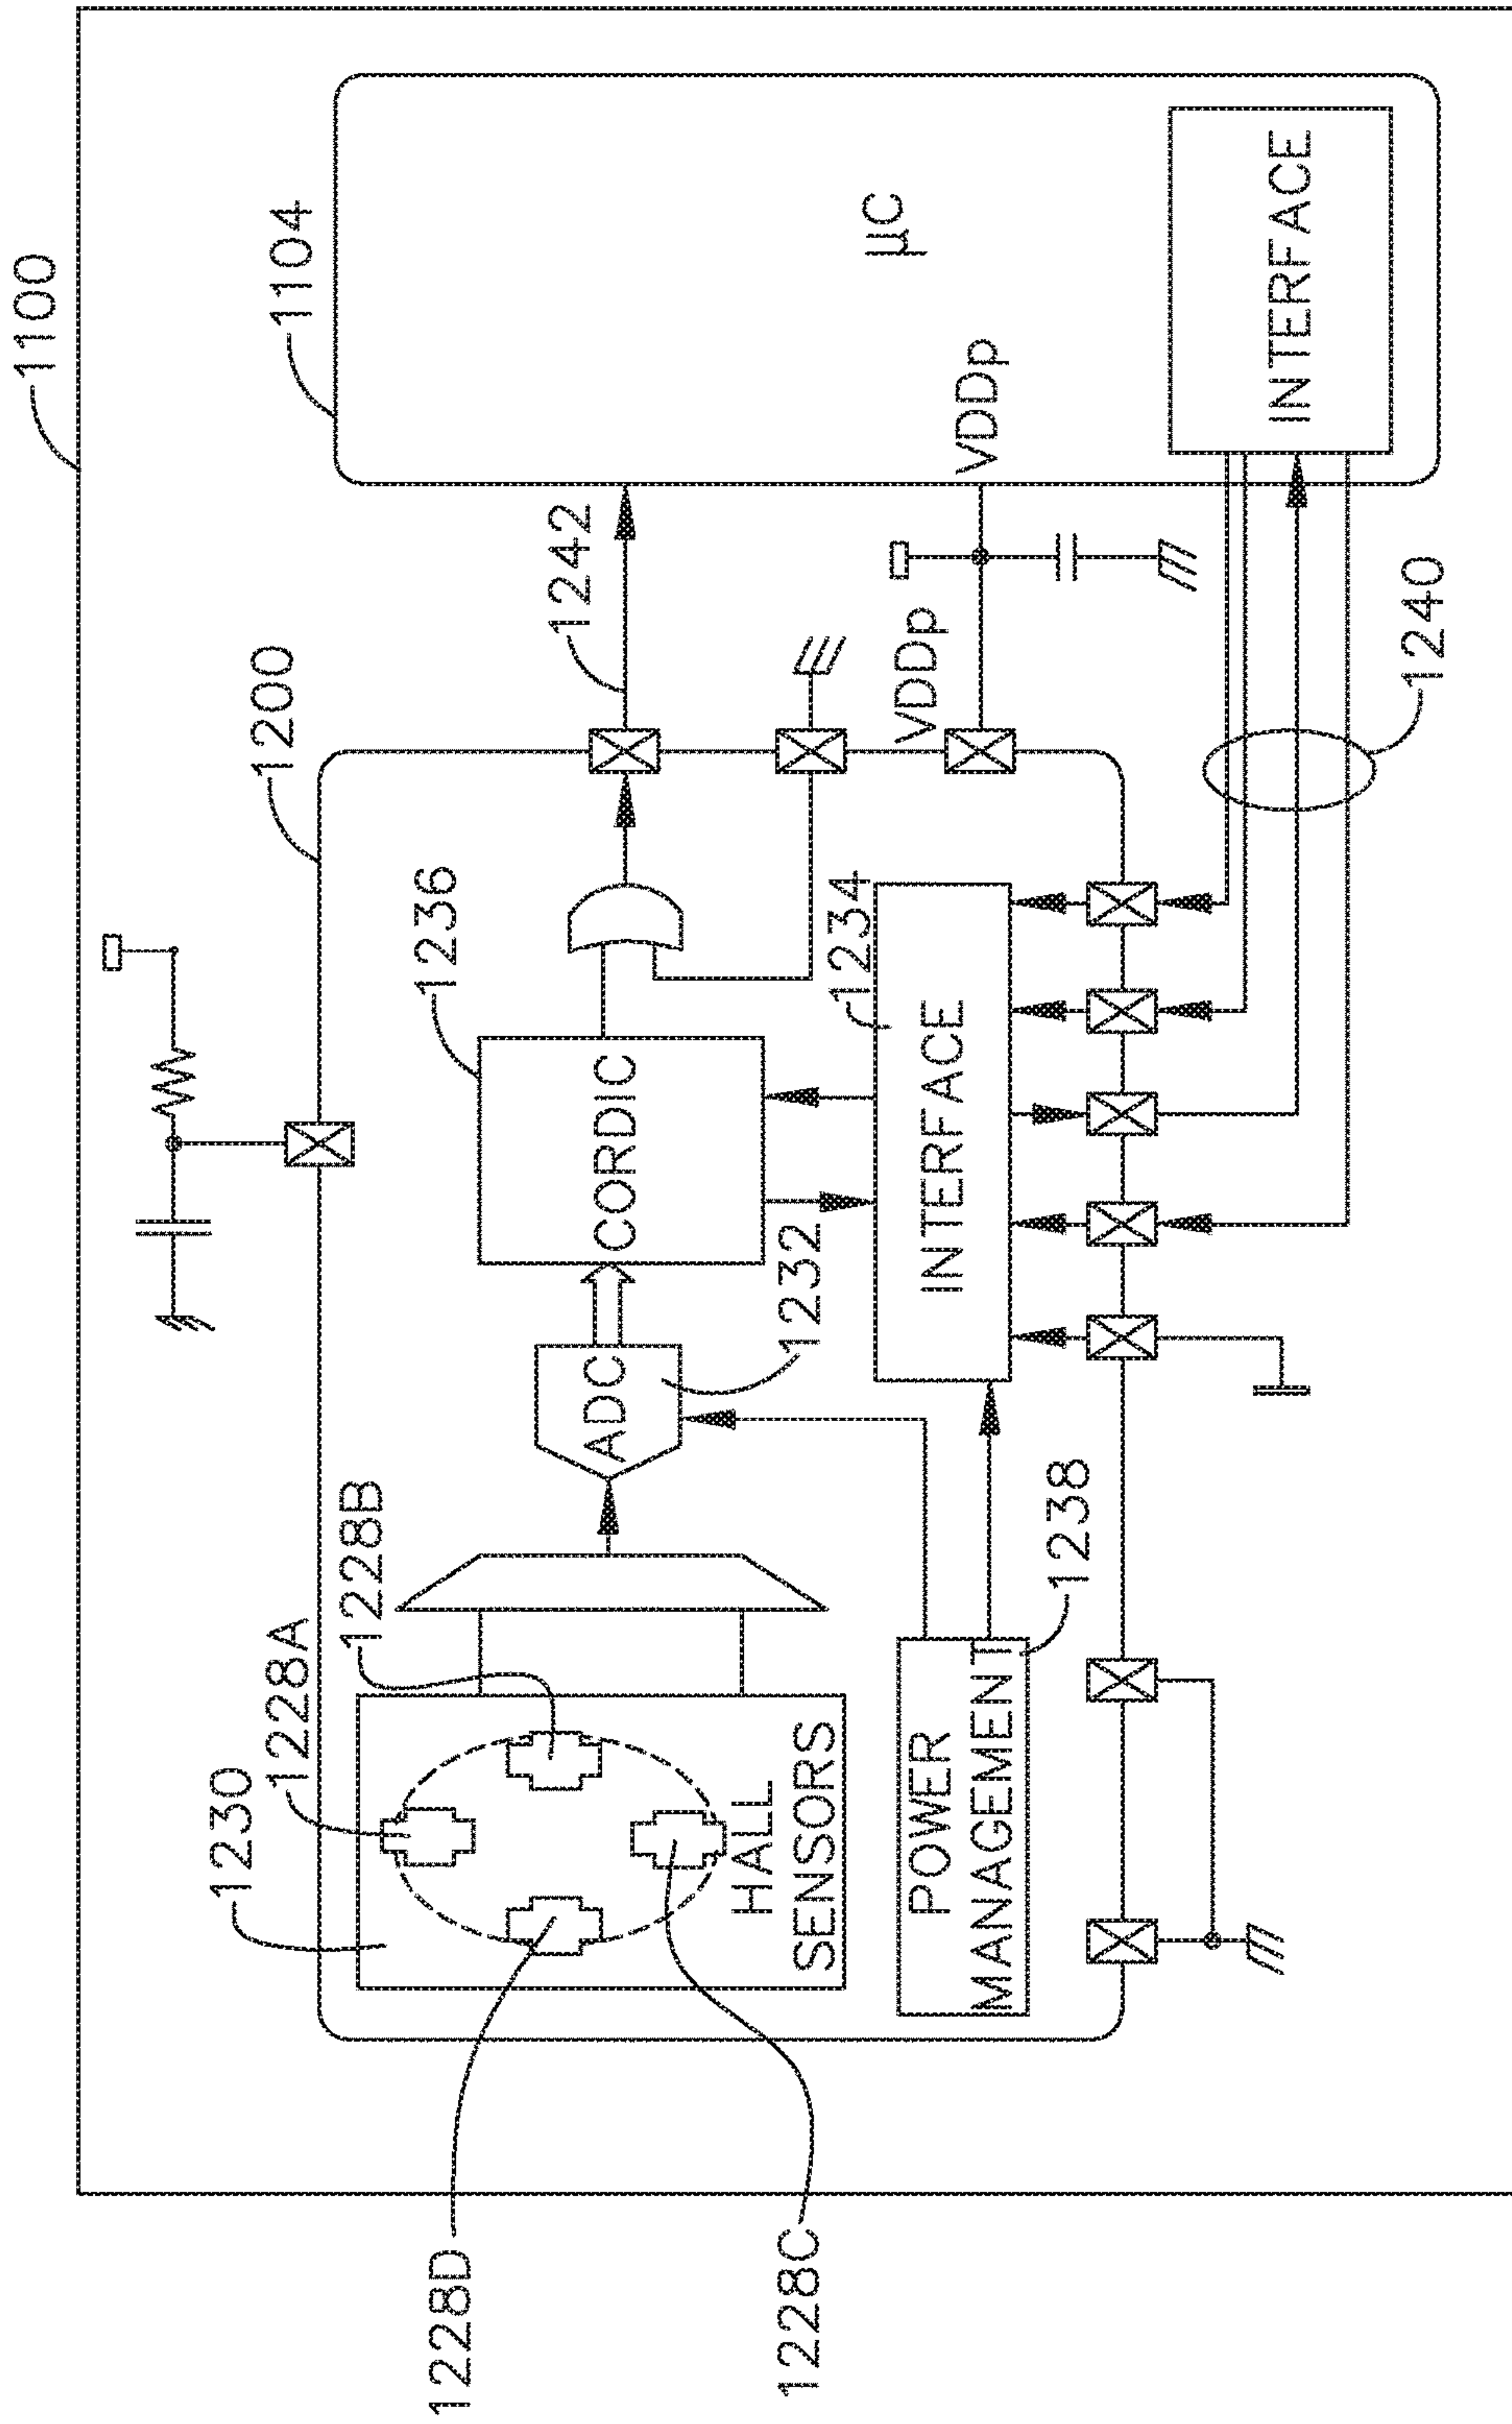 1100
1104
1200
1242
µC
VDDp
VDDp
INTERFACE
1240
1236
CORDIC
1234
INTERFACE
ADC
1232
1228B
1228A
1230
HALL
SENSORS
POWER
MANAGEMENT
1238
1228D
1228C